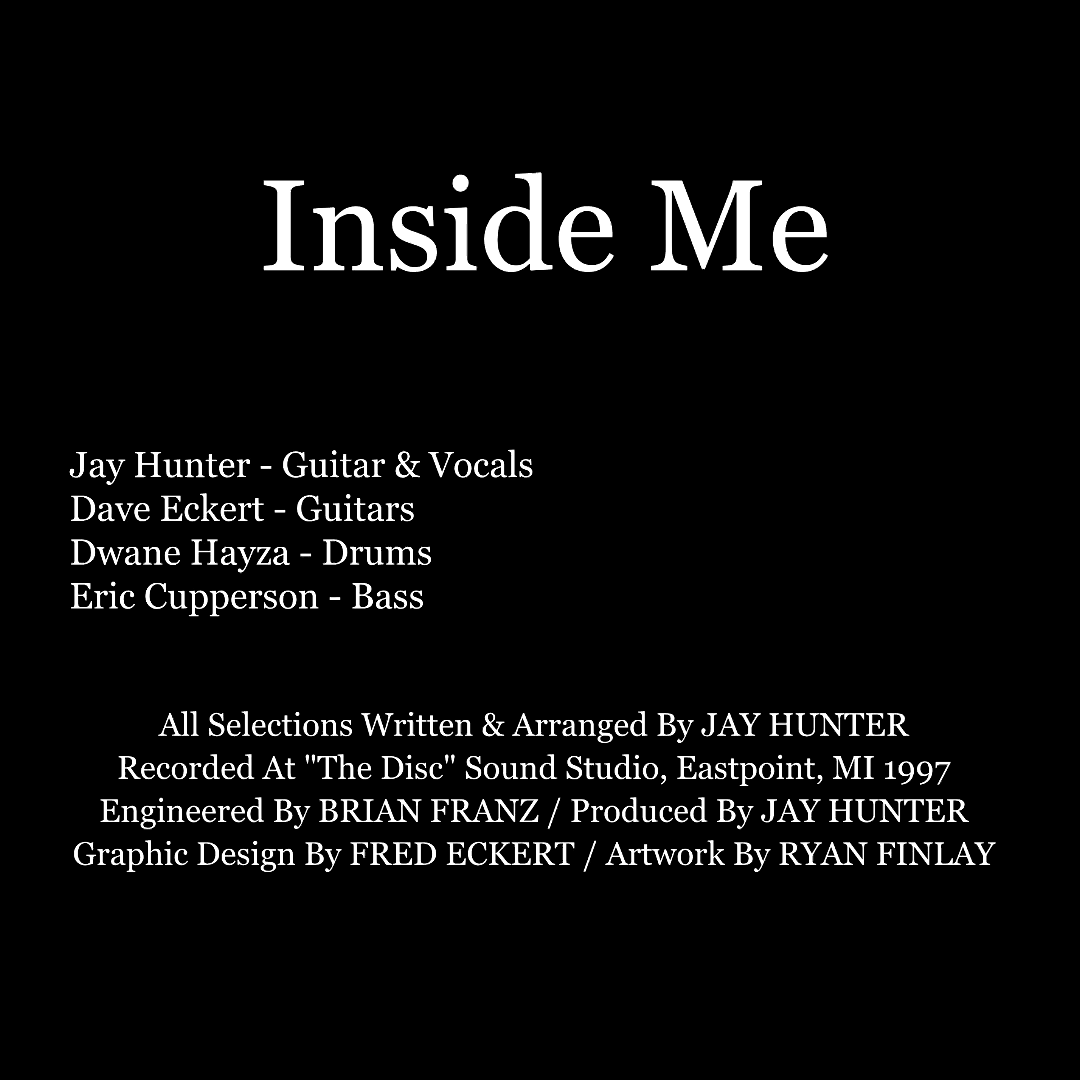 Inside Me
Jay Hunter - Guitar & Vocals
Dave Eckert - Guitars
Dwane Hayza - Drums
Eric Cupperson - Bass
All Selections Written & Arranged By JAY HUNTER
Recorded At "The Disc" Sound Studio, Eastpoint, MI 1997
Engineered By BRIAN FRANZ / Produced By JAY HUNTER
Graphic Design By FRED ECKERT / Artwork By RYAN FINLAY